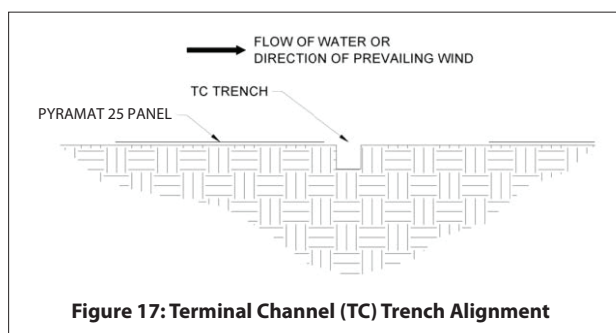 FLOW OF WATER OR
DIRECTION OF PREVAILING WIND
TC TRENCH
PYRAMAT 25 PANEL
Figure 17: Terminal Channel (TC) Trench Alignment